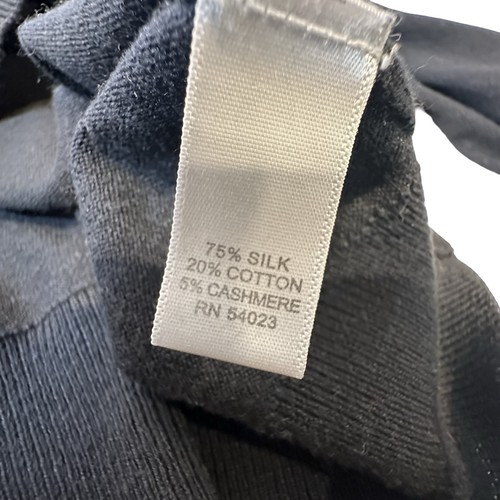 75% SILK
20% COTTON
5% CASHMERE
RN 54023